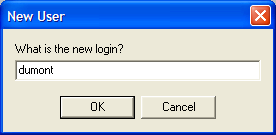 New User
What is the new login?
dumont
OK
Cancel